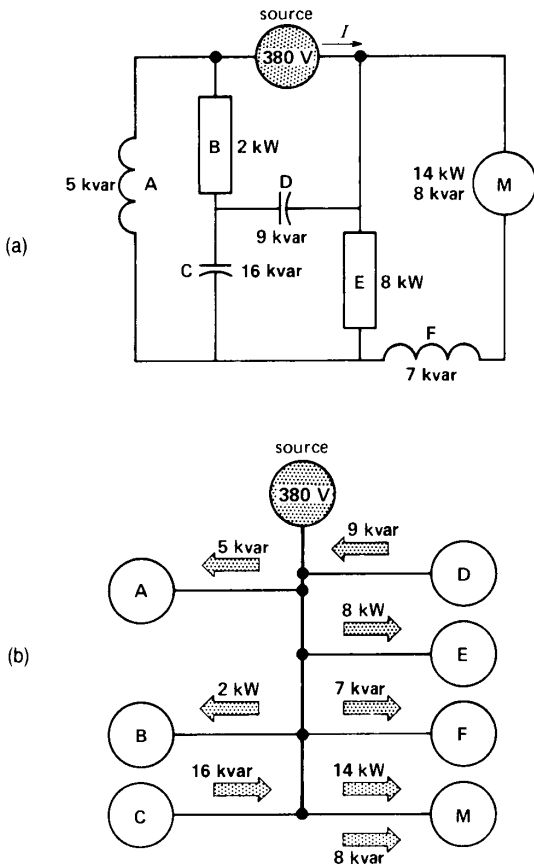 source
380 V
I
B
2 kW
5 kvar
A
D
9 kvar
14 kW
8 kvar
M
(a)
C
16 kvar
E
8 kW
F
7 kvar
source
380 V
5 kvar
9 kvar
A
D
8 kW
E
(b)
2 kW
7 kvar
B
F
16 kvar
14 kW
C
M
8 kvar